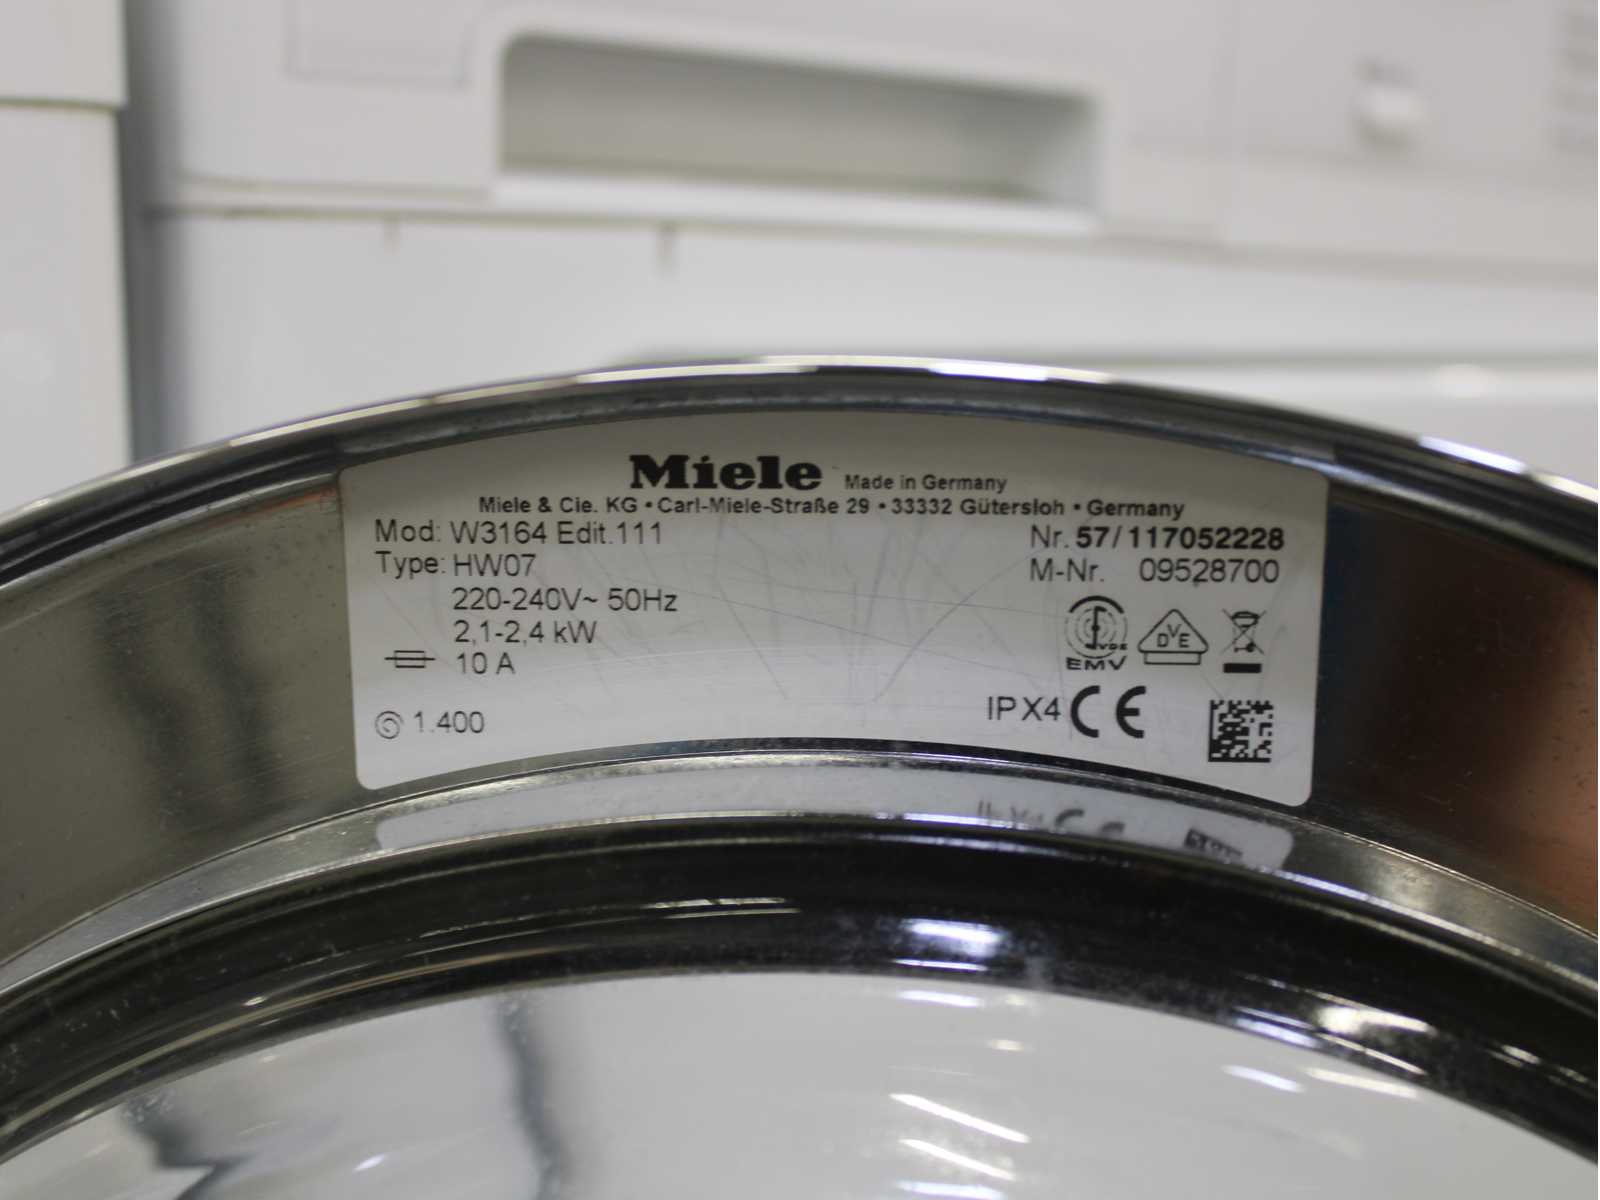 Miele Made in Germany
Miele & Cie. KG • Carl-Miele-Straße 29 • 33332 Gütersloh • Germany
Mod: W3164 Edit.111 Nr. 57/117052228
Type: HW07 M-Nr. 09528700
220-240V~ 50Hz
2,1-2,4 kW
10 A
VDE
EMV
DVE
IPX4 CE
1.400